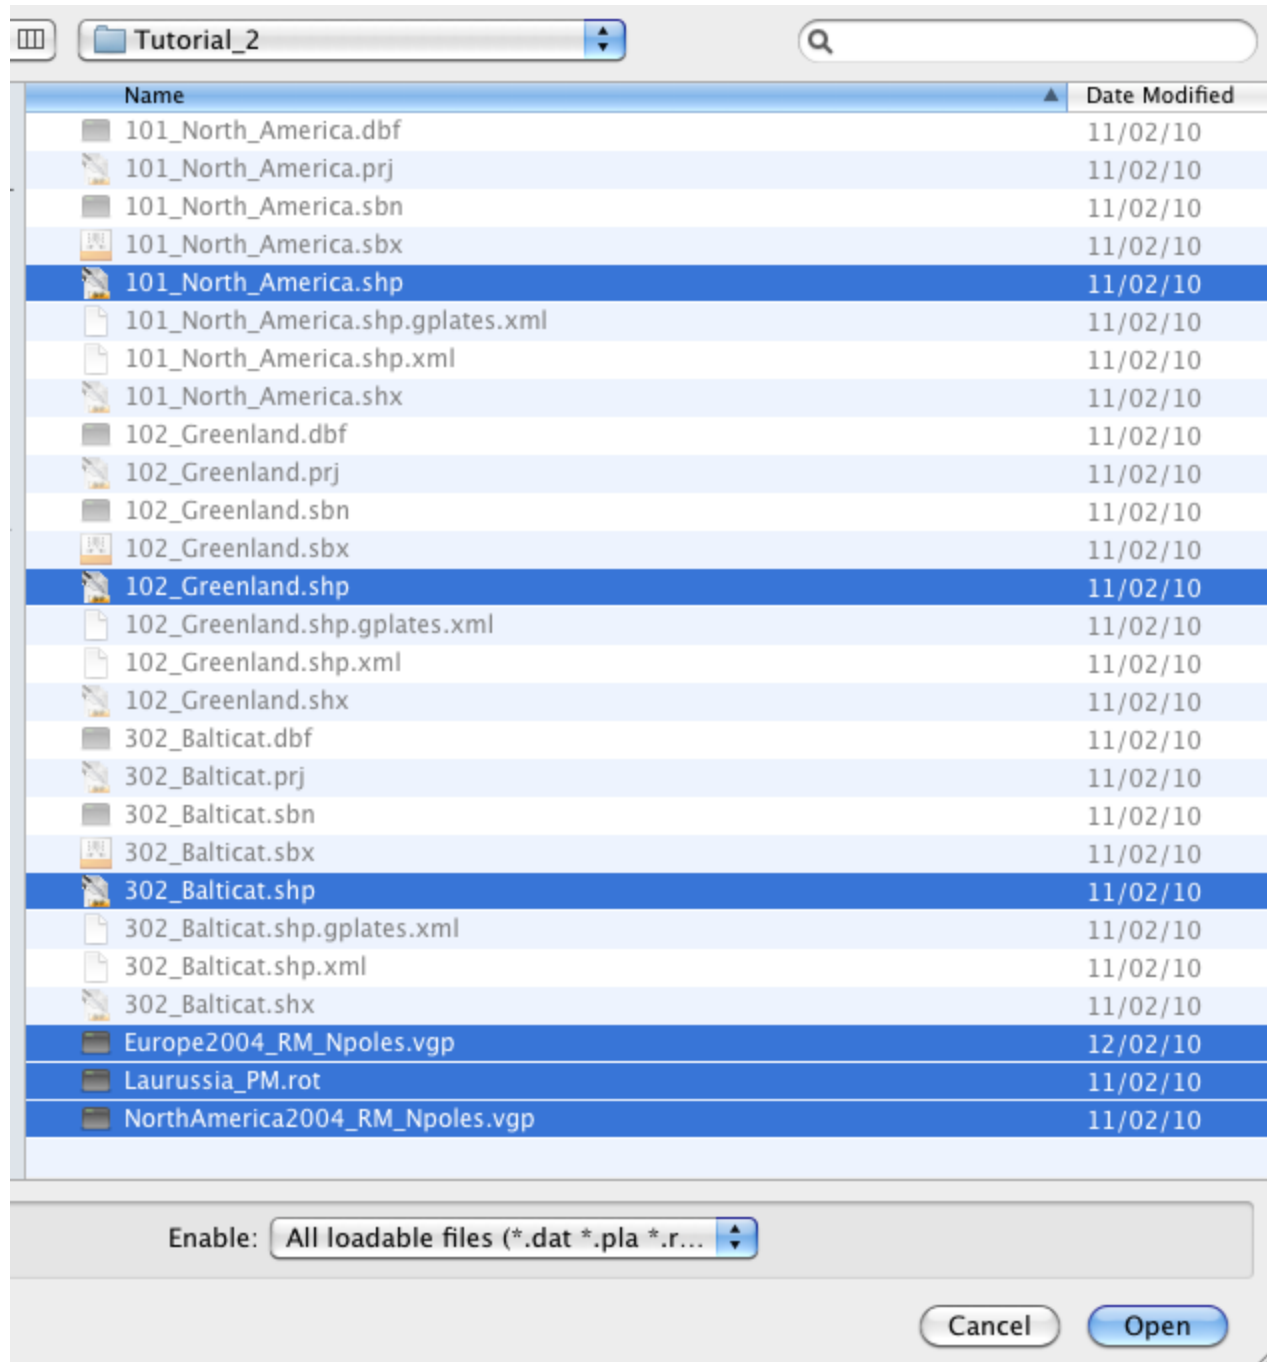 Tutorial_2
Name Date Modified
101_North_America.dbf 11/02/10
101_North_America.prj 11/02/10
101_North_America.sbn 11/02/10
101_North_America.sbx 11/02/10
101_North_America.shp 11/02/10
101_North_America.shp.gplates.xml 11/02/10
101_North_America.shp.xml 11/02/10
101_North_America.shx 11/02/10
102_Greenland.dbf 11/02/10
102_Greenland.prj 11/02/10
102_Greenland.sbn 11/02/10
102_Greenland.sbx 11/02/10
102_Greenland.shp 11/02/10
102_Greenland.shp.gplates.xml 11/02/10
102_Greenland.shp.xml 11/02/10
102_Greenland.shx 11/02/10
302_Balticat.dbf 11/02/10
302_Balticat.prj 11/02/10
302_Balticat.sbn 11/02/10
302_Balticat.sbx 11/02/10
302_Balticat.shp 11/02/10
302_Balticat.shp.gplates.xml 11/02/10
302_Balticat.shp.xml 11/02/10
302_Balticat.shx 11/02/10
Europe2004_RM_Npoles.vgp 12/02/10
Laurussia_PM.rot 11/02/10
NorthAmerica2004_RM_Npoles.vgp 11/02/10
Enable: All loadable files (*.dat *.pla *.r...
Cancel Open